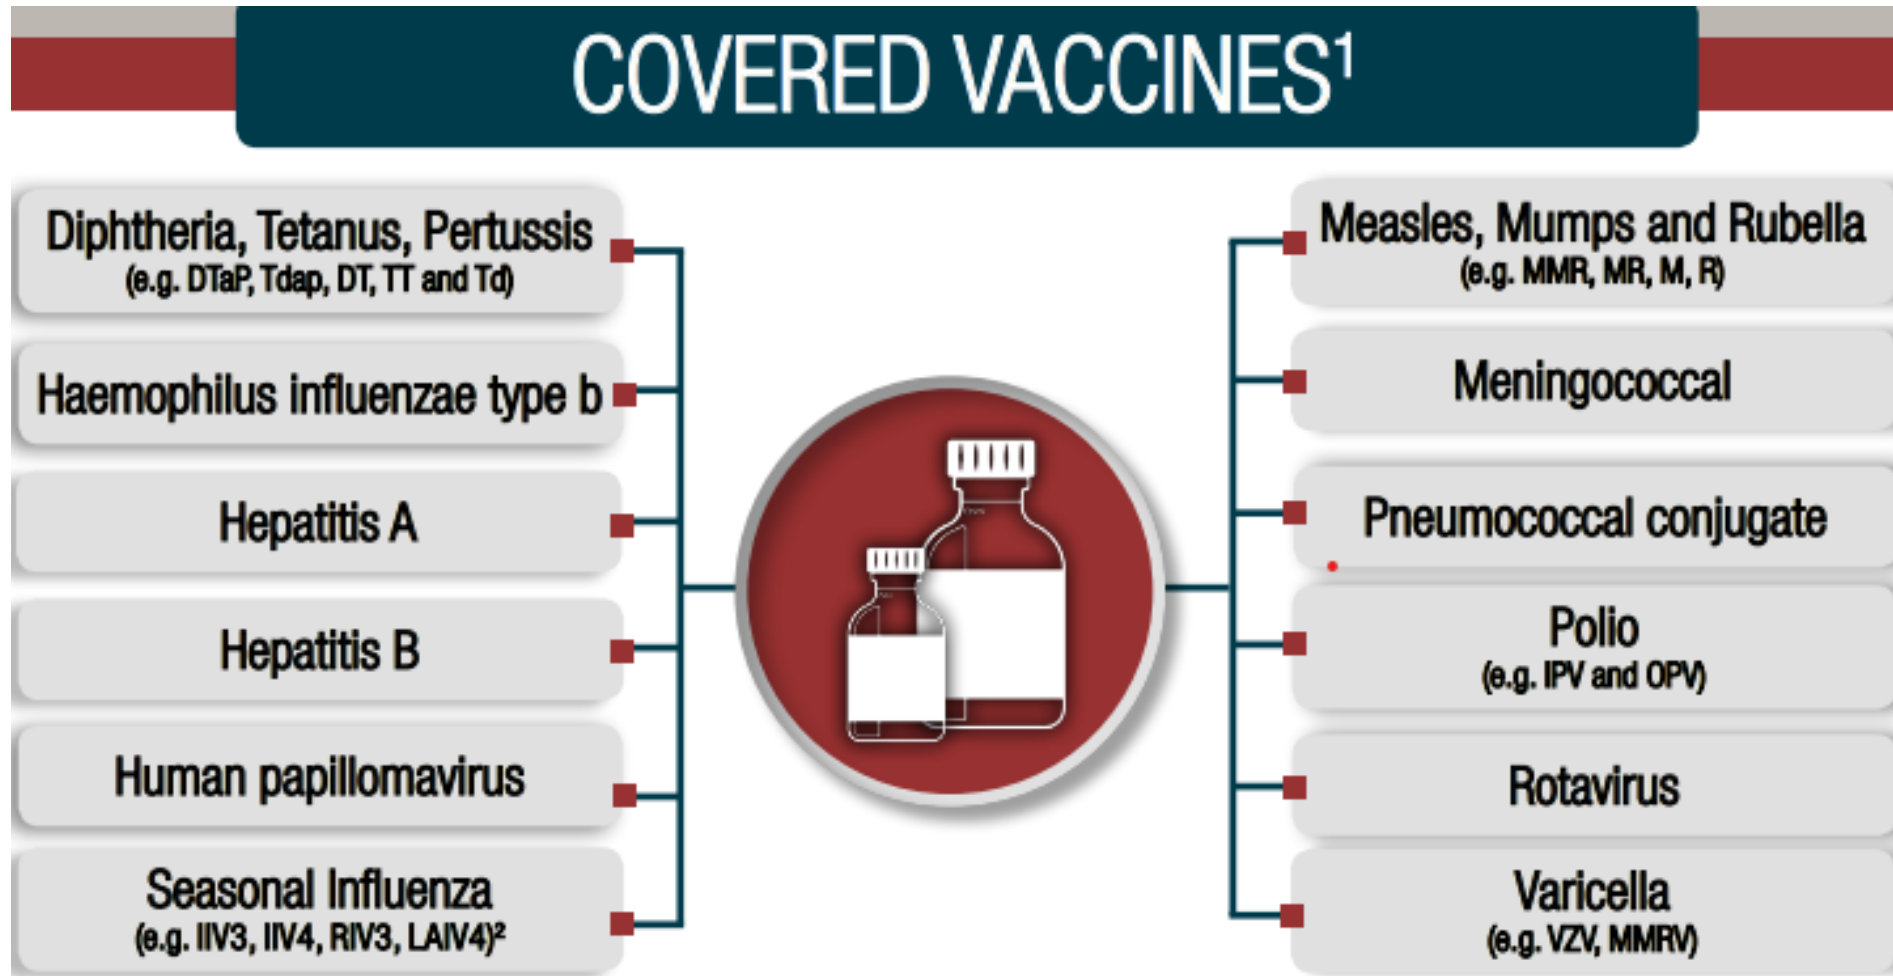 COVERED VACCINES¹
Diphtheria, Tetanus, Pertussis
(e.g. DTaP, Tdap, DT, TT and Td)
Haemophilus influenzae type b
Hepatitis A
Hepatitis B
Human papillomavirus
Seasonal Influenza
(e.g. IIV3, IIV4, RIV3, LAIV4)²
Measles, Mumps and Rubella
(e.g. MMR, MR, M, R)
Meningococcal
Pneumococcal conjugate
Polio
(e.g. IPV and OPV)
Rotavirus
Varicella
(e.g. VZV, MMRV)